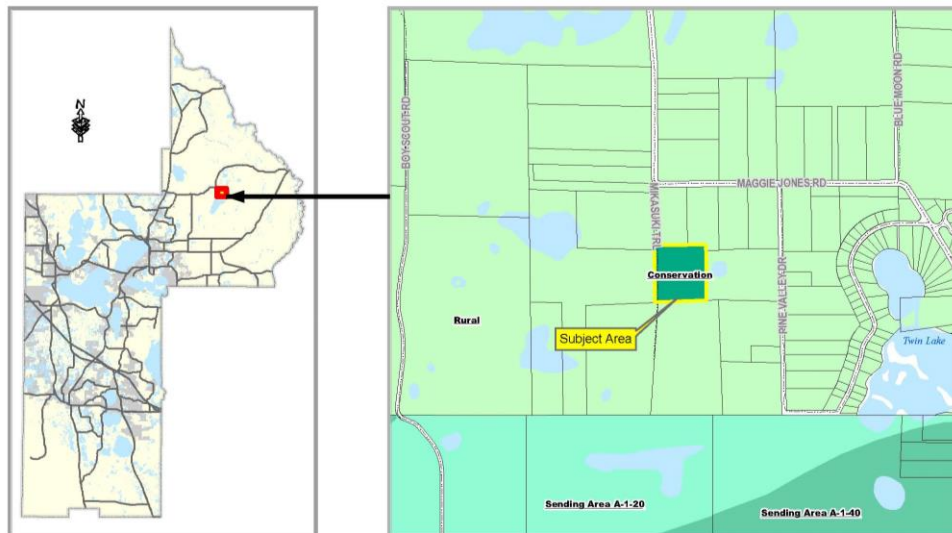 N
BOY SCOUT RD
MIKASUKI TRL
BLUE MOON RD
MAGGIE JONES RD
PINE VALLEY DR
Conservation
Rural
Subject Area
Twin Lake
Sending Area A-1-20
Sending Area A-1-40